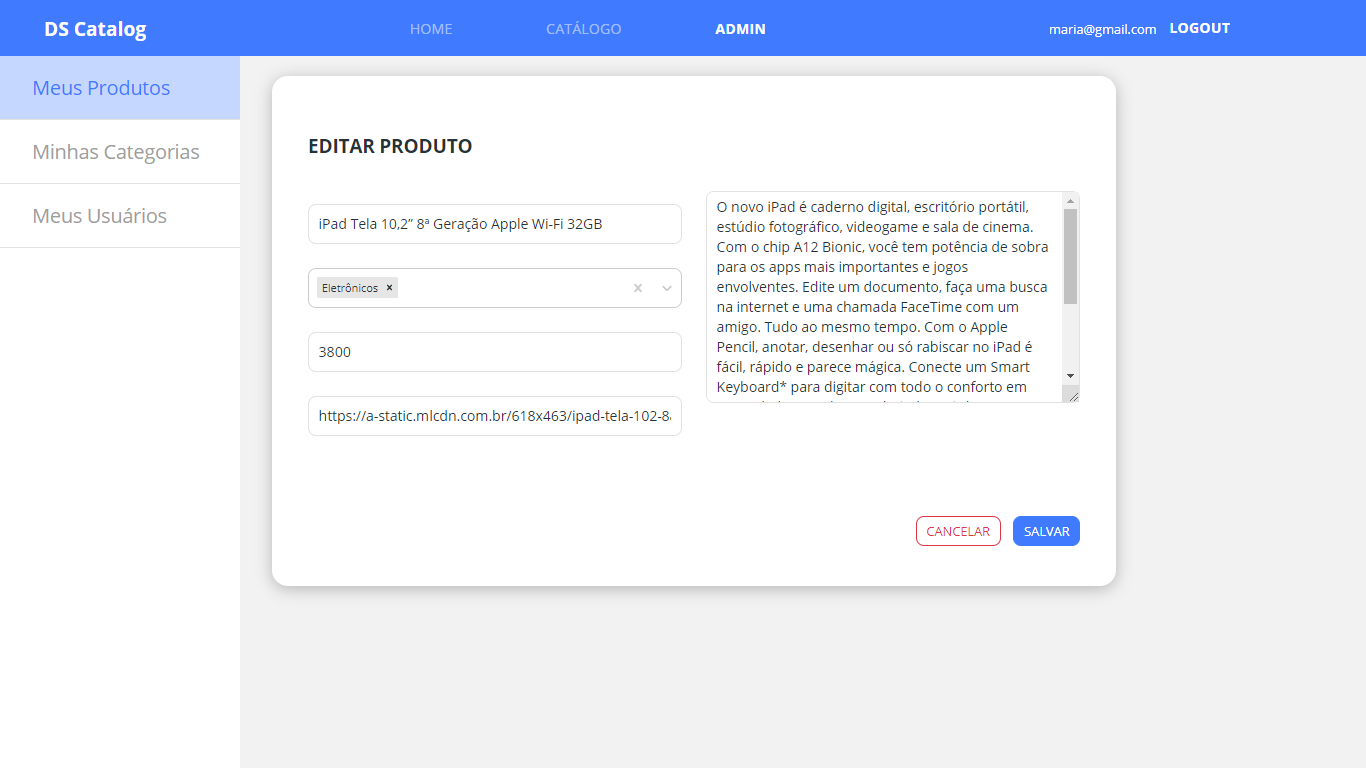 DS Catalog
HOME
CATÁLOGO
ADMIN
maria@gmail.com
LOGOUT
Meus Produtos
Minhas Categorias
Meus Usuários
EDITAR PRODUTO
iPad Tela 10,2” 8ª Geração Apple Wi-Fi 32GB
Eletrônicos ×
3800
https://a-static.mlcdn.com.br/618x463/ipad-tela-102-8
O novo iPad é caderno digital, escritório portátil,
estúdio fotográfico, videogame e sala de cinema.
Com o chip A12 Bionic, você tem potência de sobra
para os apps mais importantes e jogos
envolventes. Edite um documento, faça uma busca
na internet e uma chamada FaceTime com um
amigo. Tudo ao mesmo tempo. Com o Apple
Pencil, anotar, desenhar ou só rabiscar no iPad é
fácil, rápido e parece mágica. Conecte um Smart
Keyboard* para digitar com todo o conforto em
CANCELAR
SALVAR